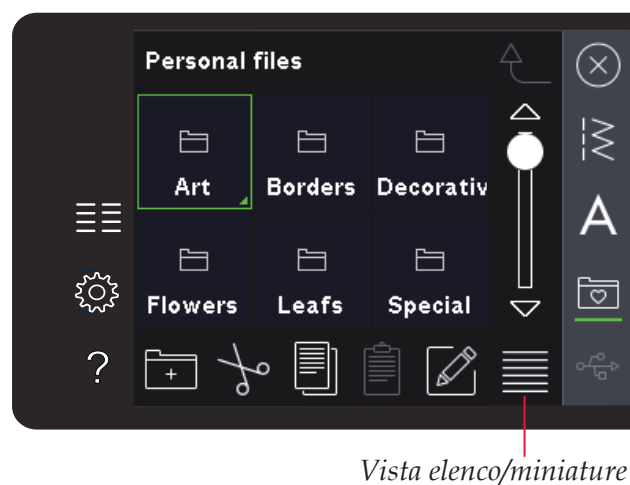 Personal files
Art Borders Decorativ
Flowers Leafs Special
A
?
Vista elenco/miniature